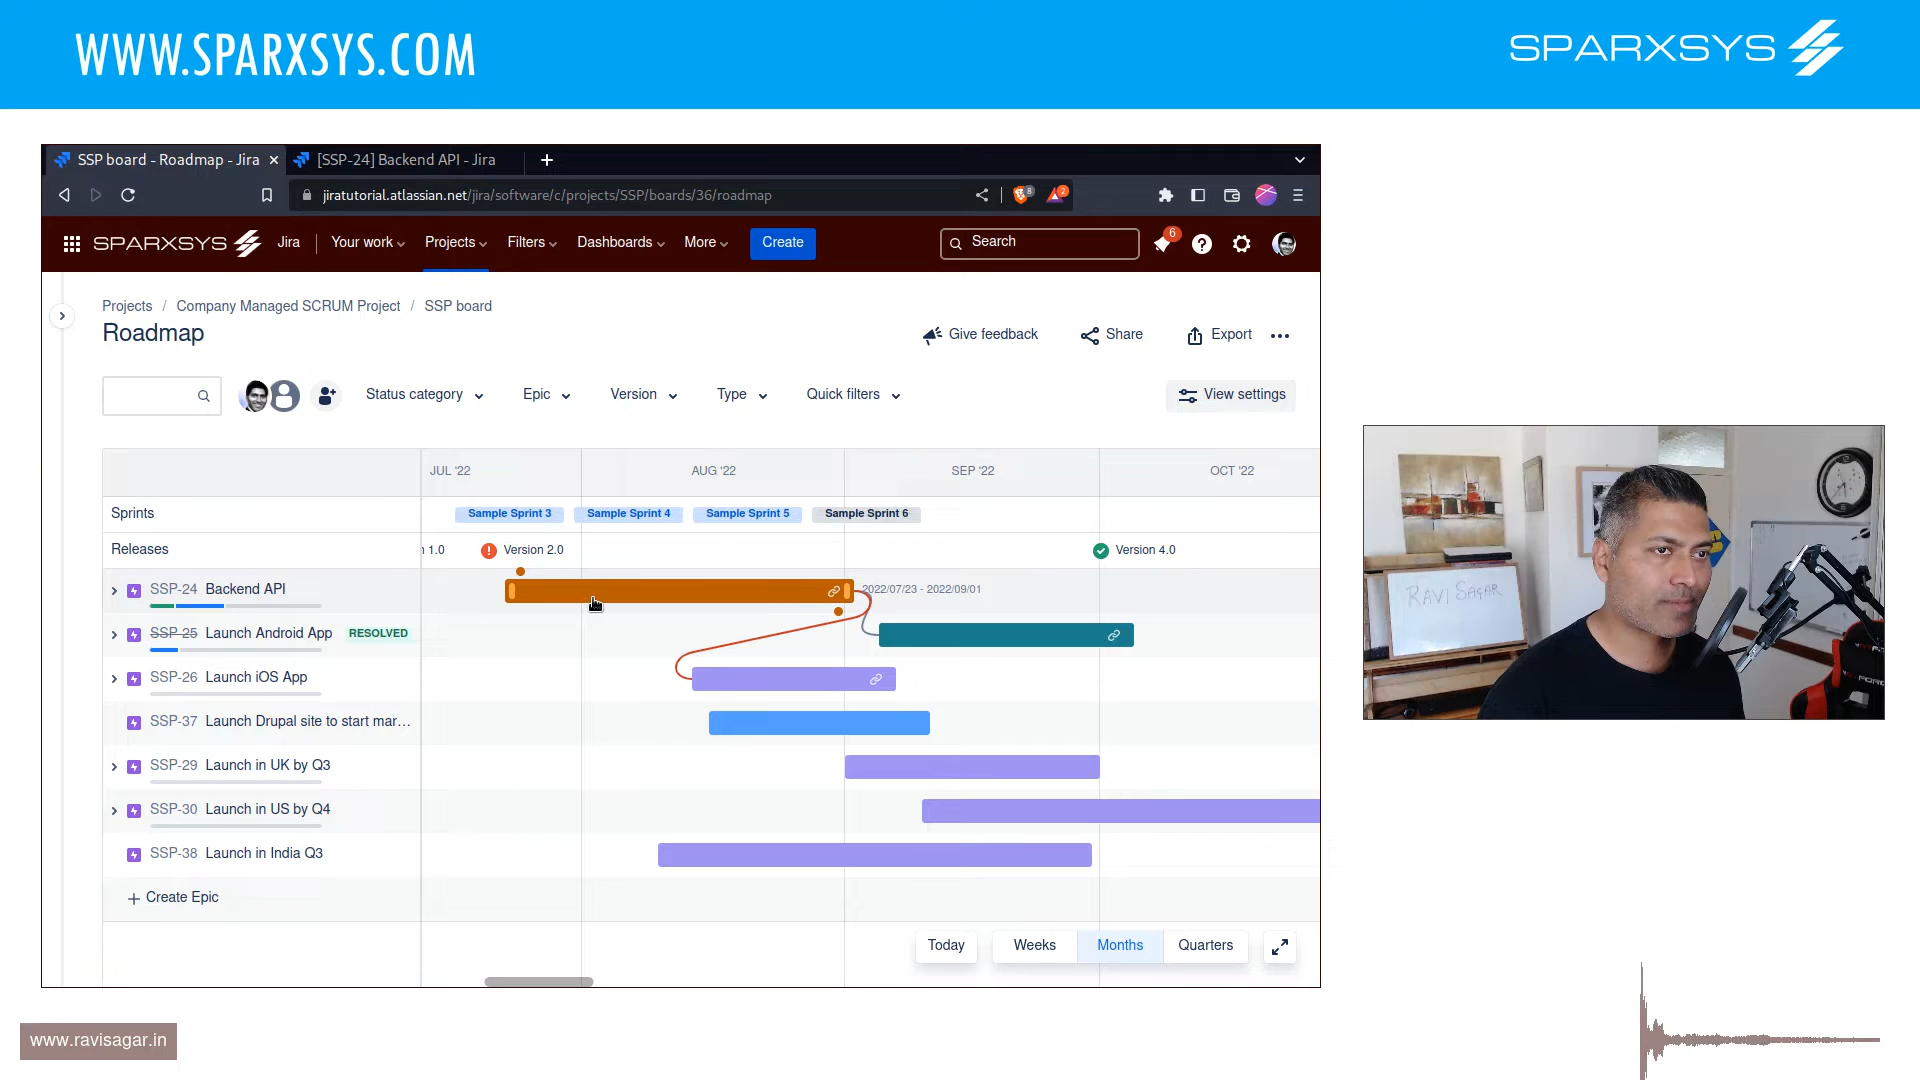 WWW.SPARXSYS.COM
SPARXSYS
SSP board - Roadmap - Jira
[SSP-24] Backend API - Jira
jiratutorial.atlassian.net/jira/software/c/projects/SSP/boards/36/roadmap
8
2
SPARXSYS
Jira
Your work
Projects
Filters
Dashboards
More
Create
Search
6
Projects / Company Managed SCRUM Project / SSP board
Roadmap
Give feedback
Share
Export
Status category
Epic
Version
Type
Quick filters
View settings
JUL '22
AUG '22
SEP '22
OCT '22
Sprints
Sample Sprint 3
Sample Sprint 4
Sample Sprint 5
Sample Sprint 6
Releases
1.0
Version 2.0
Version 4.0
SSP-24 Backend API
2022/07/23 - 2022/09/01
SSP-25 Launch Android App RESOLVED
SSP-26 Launch iOS App
SSP-37 Launch Drupal site to start mar...
SSP-29 Launch in UK by Q3
SSP-30 Launch in US by Q4
SSP-38 Launch in India Q3
+ Create Epic
Today
Weeks
Months
Quarters
RAVI SAGAR
www.ravisagar.in